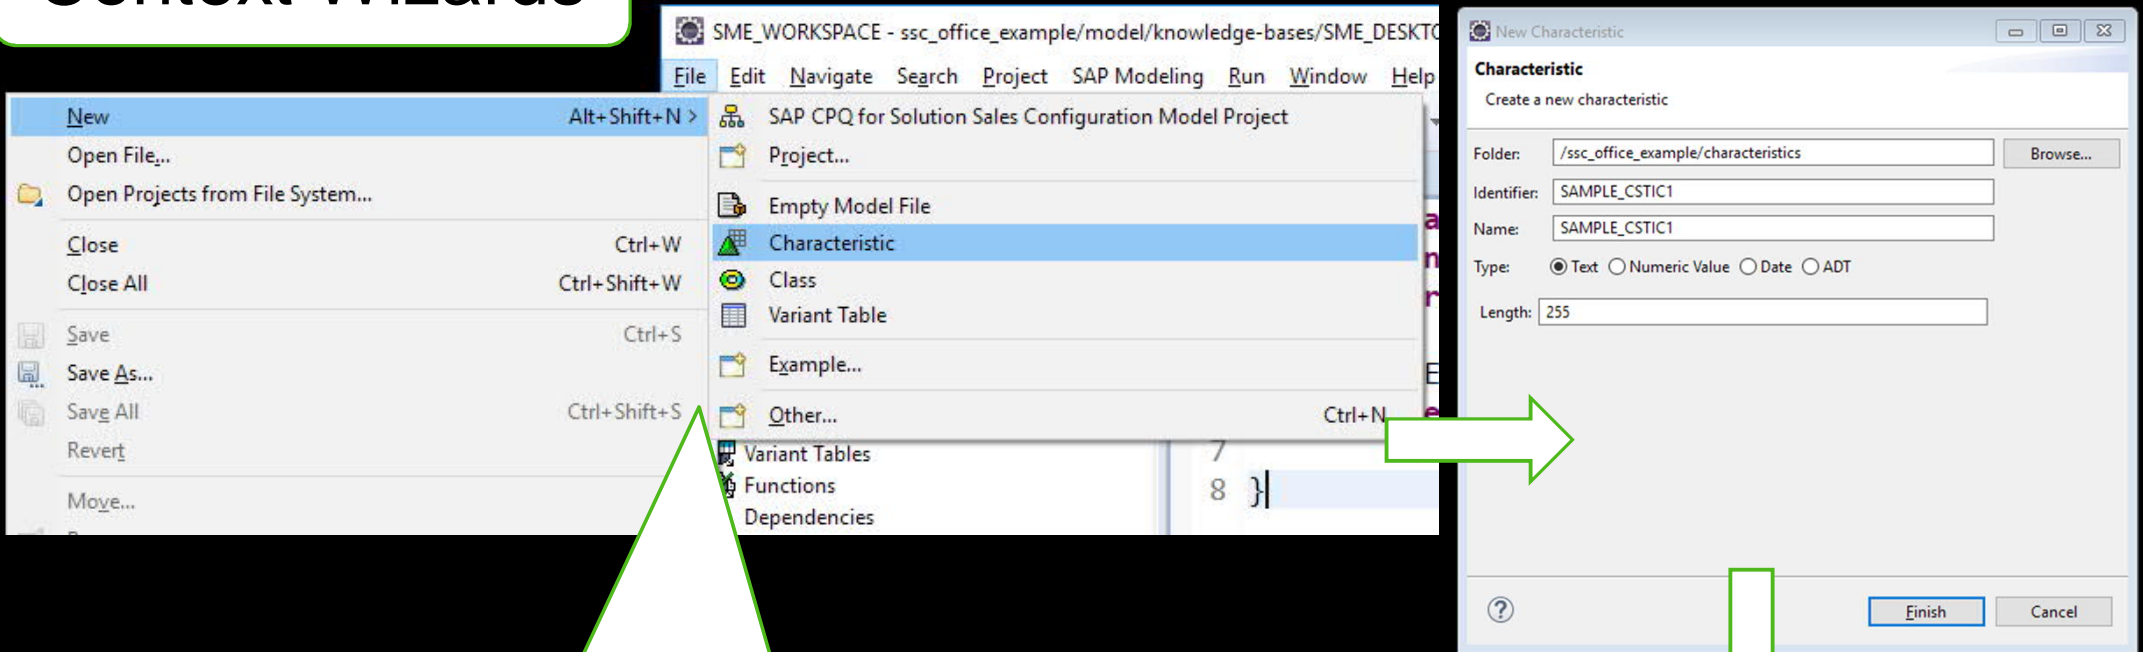 Context Wizards
SME_WORKSPACE - ssc_office_example/model/knowledge-bases/SME_DESKTO
File Edit Navigate Search Project SAP Modeling Run Window Help
New Alt+Shift+N >
Open File...
Open Projects from File System...
Close Ctrl+W
Close All Ctrl+Shift+W
Save Ctrl+S
Save As...
Save All Ctrl+Shift+S
Revert
Move...
SAP CPQ for Solution Sales Configuration Model Project
Project...
Empty Model File
Characteristic
Class
Variant Table
Example...
Other... Ctrl+N
Variant Tables
Functions
Dependencies
7
8 }
New Characteristic
Characteristic
Create a new characteristic
Folder: /ssc_office_example/characteristics Browse...
Identifier: SAMPLE_CSTIC1
Name: SAMPLE_CSTIC1
Type: Text Numeric Value Date ADT
Length: 255
Finish Cancel